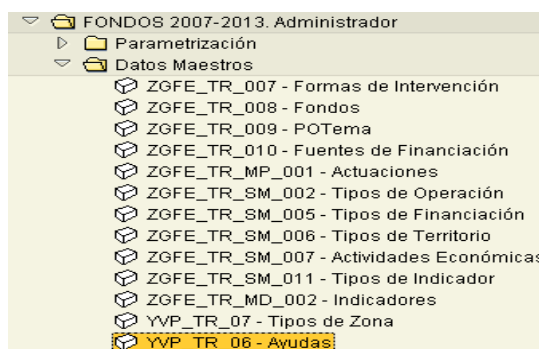 FONDOS 2007-2013. Administrador
Parametrización
Datos Maestros
ZGFE_TR_007 - Formas de Intervención
ZGFE_TR_008 - Fondos
ZGFE_TR_009 - POTema
ZGFE_TR_010 - Fuentes de Financiación
ZGFE_TR_MP_001 - Actuaciones
ZGFE_TR_SM_002 - Tipos de Operación
ZGFE_TR_SM_005 - Tipos de Financiación
ZGFE_TR_SM_006 - Tipos de Territorio
ZGFE_TR_SM_007 - Actividades Económicas
ZGFE_TR_SM_011 - Tipos de Indicador
ZGFE_TR_MD_002 - Indicadores
YVP_TR_07 - Tipos de Zona
YVP_TR_06 - Ayudas